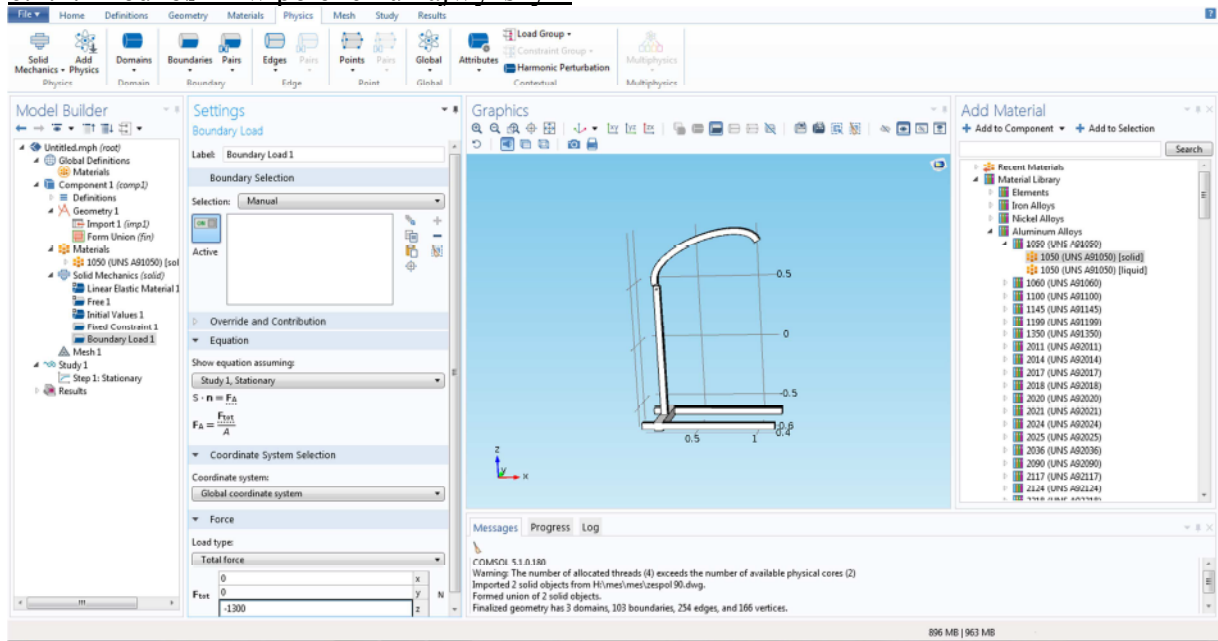 File Home Definitions Geometry Materials Physics Mesh Study Results
Solid Mechanics
Add Physics
Domains
Boundaries
Pairs
Edges
Pairs
Points
Pairs
Global
Attributes
Load Group
Constraint Group
Harmonic Perturbation
Multiphysics
Physics Domain Boundary Edge Point Global Contextual Multiphysics
Model Builder
Untitled.mph (root)
Global Definitions
Materials
Component 1 (comp1)
Definitions
Geometry 1
Import 1 (imp1)
Form Union (fin)
Materials
1050 (UNS A91050) [sol
Solid Mechanics (solid)
Linear Elastic Material 1
Free 1
Initial Values 1
Fixed Constraint 1
Boundary Load 1
Mesh 1
Study 1
Step 1: Stationary
Results
Settings
Boundary Load
Label: Boundary Load 1
Boundary Selection
Selection: Manual
Active
Override and Contribution
Equation
Show equation assuming:
Study 1, Stationary
S · n = F_A
F_A = F_tot / A
Coordinate System Selection
Coordinate system:
Global coordinate system
Force
Load type:
Total force
0 x
F_tot 0 y N
-1300 z
Graphics
0.5
0
-0.5
0.5 1 0.6
0.4
z
y
x
Messages Progress Log
COMSOL 5.1.0.180
Warning: The number of allocated threads (4) exceeds the number of available physical cores (2)
Imported 2 solid objects from H:\mes\mes\zespol 90.dwg.
Formed union of 2 solid objects.
Finalized geometry has 3 domains, 103 boundaries, 254 edges, and 166 vertices.
Add Material
+ Add to Component + Add to Selection
Search
Recent Materials
Material Library
Elements
Iron Alloys
Nickel Alloys
Aluminum Alloys
1050 (UNS A91050)
1050 (UNS A91050) [solid]
1050 (UNS A91050) [liquid]
1060 (UNS A91060)
1100 (UNS A91100)
1145 (UNS A91145)
1199 (UNS A91199)
1350 (UNS A91350)
2011 (UNS A92011)
2014 (UNS A92014)
2017 (UNS A92017)
2018 (UNS A92018)
2020 (UNS A92020)
2021 (UNS A92021)
2024 (UNS A92024)
2025 (UNS A92025)
2036 (UNS A92036)
2090 (UNS A92090)
2117 (UNS A92117)
2124 (UNS A92124)
896 MB | 963 MB